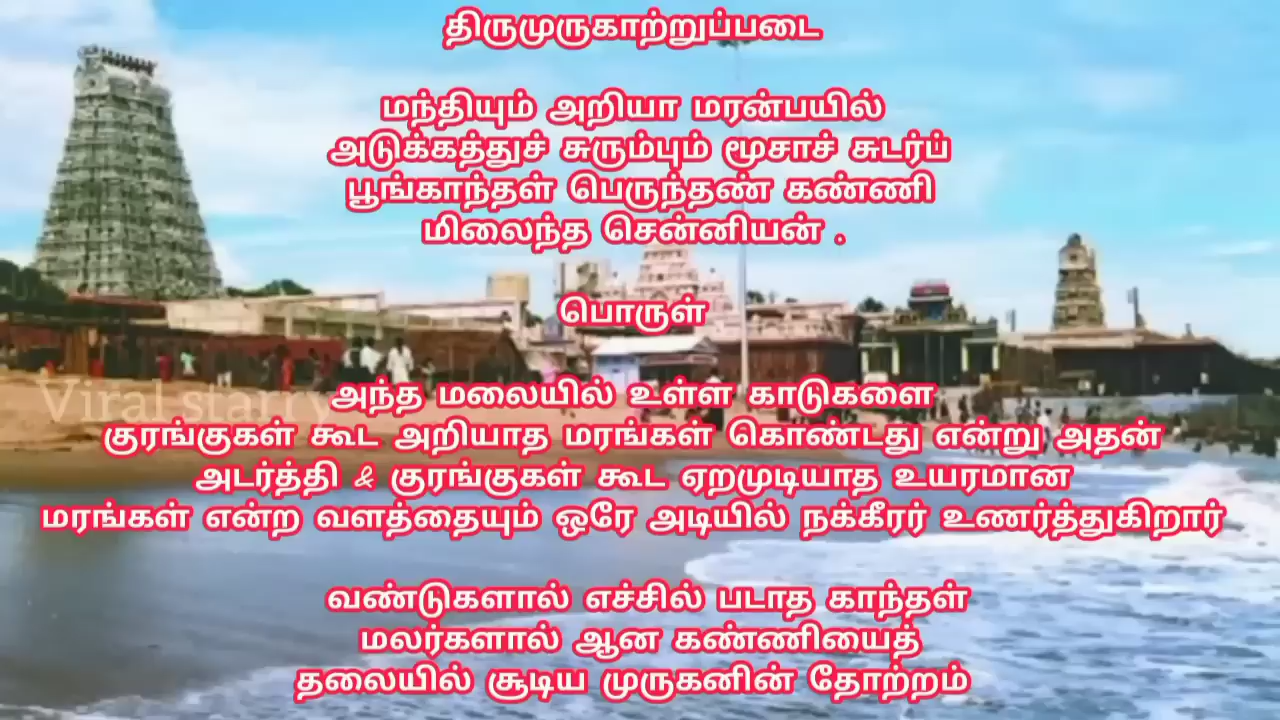 திருமுருகாற்றுப்படை
மந்தியும் அறியா மரன்பயில்
அடுக்கத்துச் சுரும்பும் மூசாச் சுடர்ப்
பூங்காந்தள் பெருந்தண் கண்ணி
மிலைந்த சென்னியன் .
பொருள்
அந்த மலையில் உள்ள காடுகளை
குரங்குகள் கூட அறியாத மரங்கள் கொண்டது என்று அதன்
அடர்த்தி & குரங்குகள் கூட ஏறமுடியாத உயரமான
மரங்கள் என்ற வளத்தையும் ஒரே அடியில் நக்கீரர் உணர்த்துகிறார்
வண்டுகளால் எச்சில் படாத காந்தள்
மலர்களால் ஆன கண்ணியைத்
தலையில் சூடிய முருகனின் தோற்றம்
Viral starry